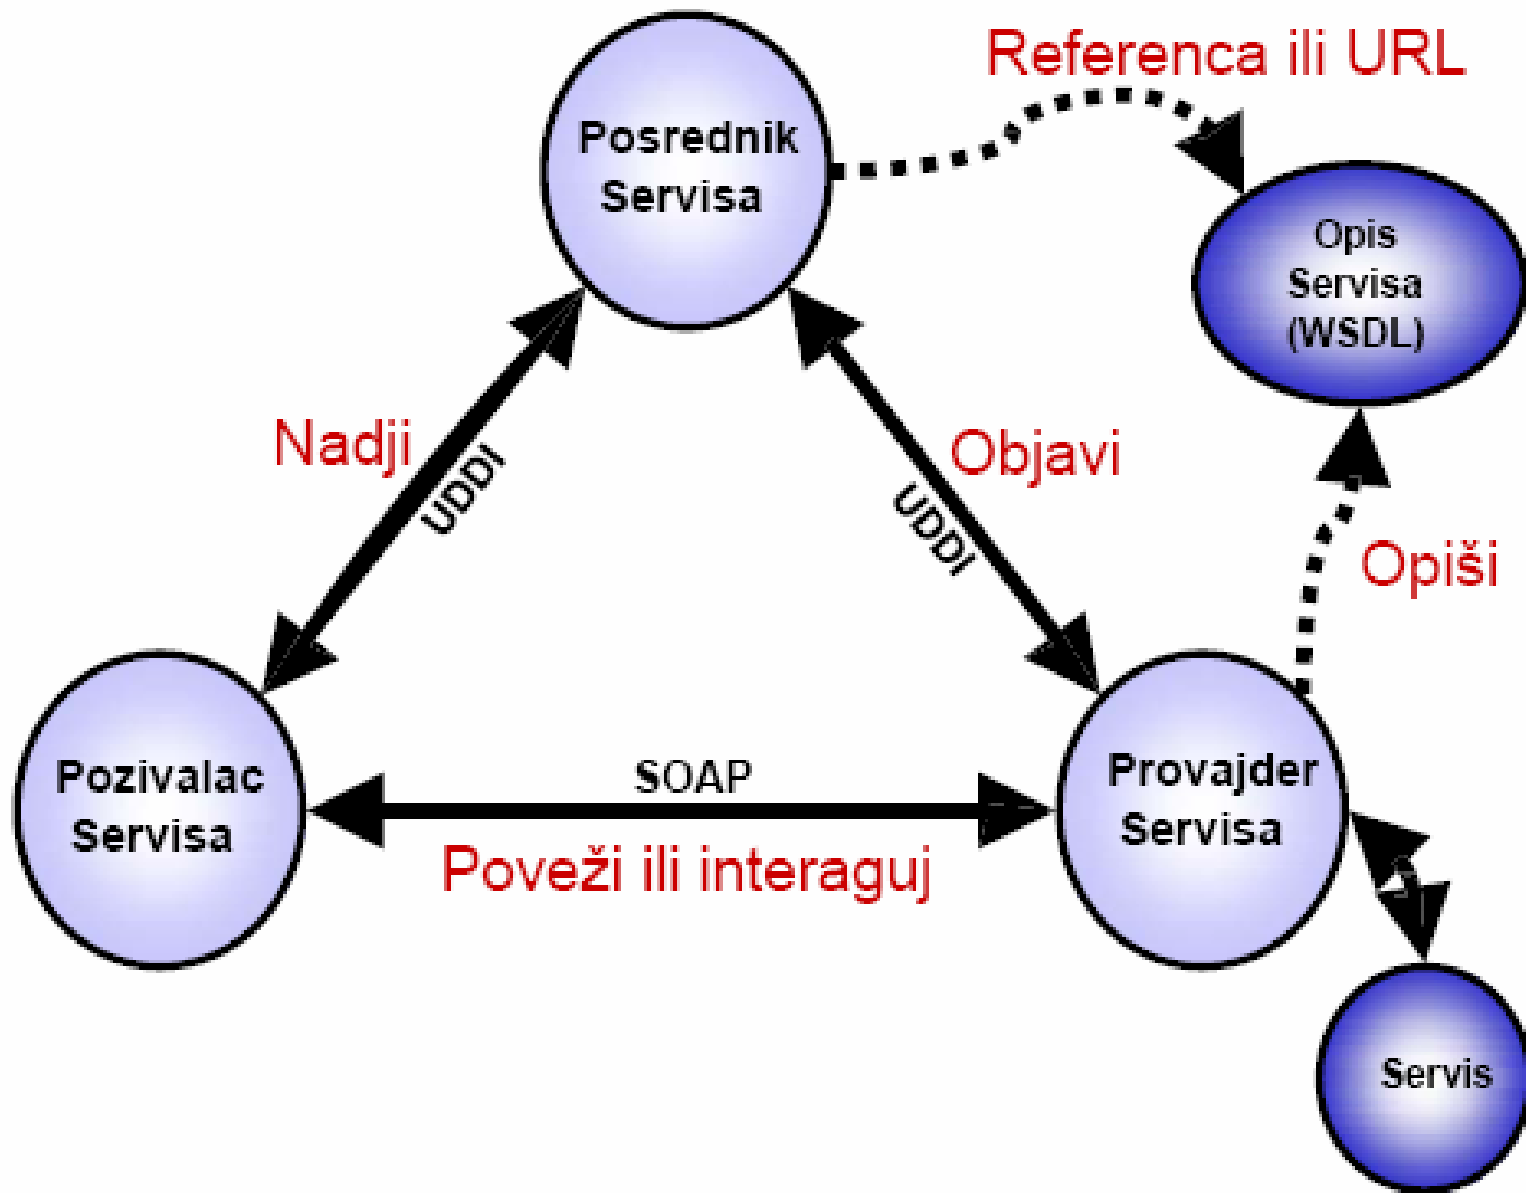 Referenca ili URL
Posrednik
Servisa
Opis
Servisa
(WSDL)
Nadji
UDDI
Objavi
UDDI
Opiši
Pozivalac
Servisa
SOAP
Poveži ili interaguj
Provajder
Servisa
Servis